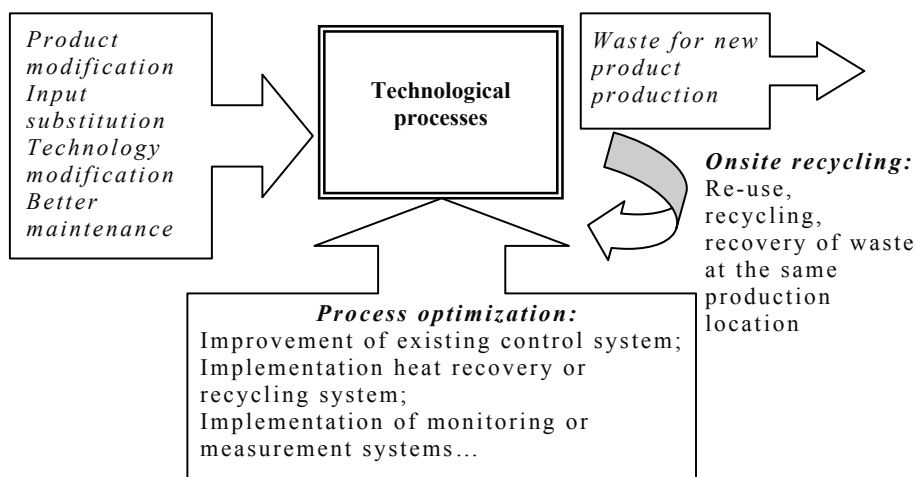 Product
modification
Input
substitution
Technology
modification
Better
maintenance
Technological
processes
Waste for new
product
production
Onsite recycling:
Re-use,
recycling,
recovery of waste
at the same
production
location
Process optimization:
Improvement of existing control system;
Implementation heat recovery or
recycling system;
Implementation of monitoring or
measurement systems…